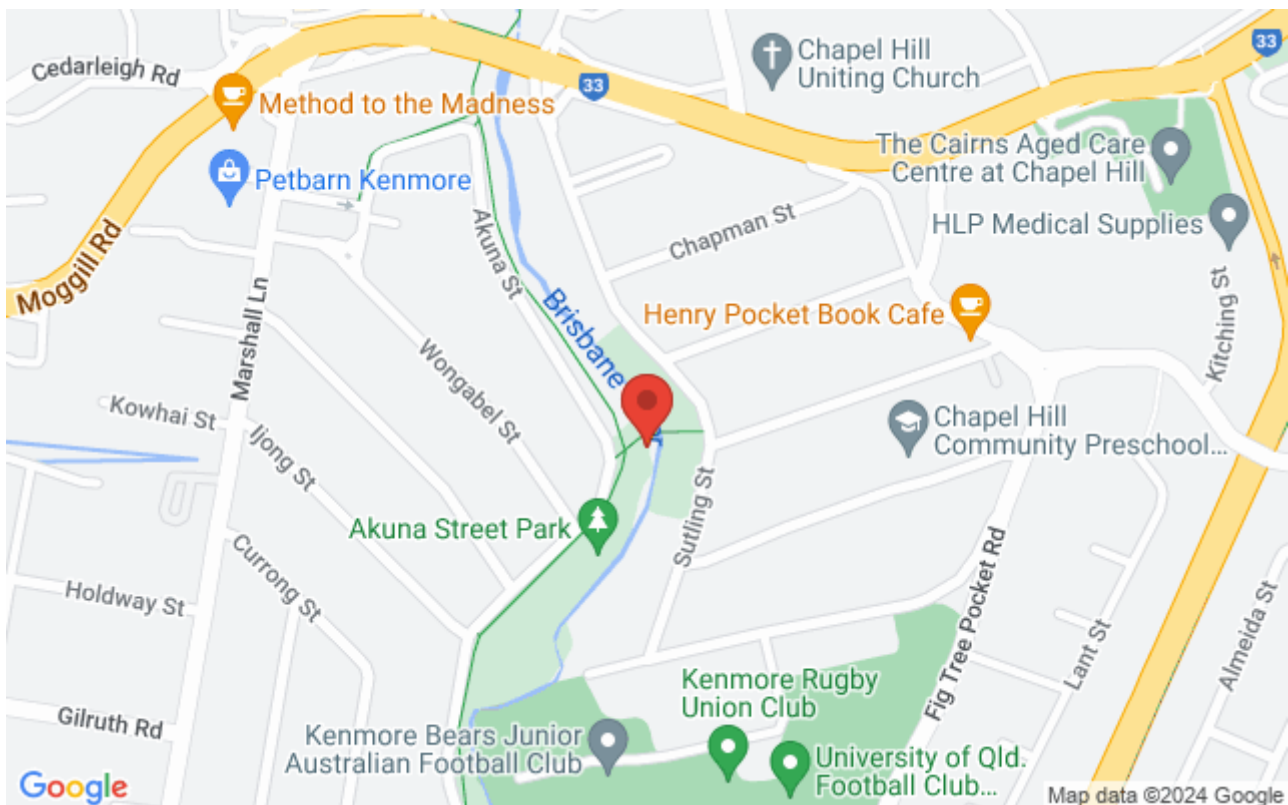 33
Chapel Hill
Uniting Church
33
Cedarleigh Rd
Method to the Madness
The Cairns Aged Care
Centre at Chapel Hill
Petbarn Kenmore
HLP Medical Supplies
Chapman St
Akuna St
Moggill Rd
Marshall Ln
Brisbane
Henry Pocket Book Cafe
Kitching St
Wongabel St
Kowhai St
Ijong St
Chapel Hill
Community Preschool...
Akuna Street Park
Sutling St
Currong St
Holdway St
Fig Tree Pocket Rd
Lant St
Almeida St
Kenmore Rugby
Union Club
Gilruth Rd
Kenmore Bears Junior
Australian Football Club
University of Qld.
Football Club...
Google
Map data ©2024 Google